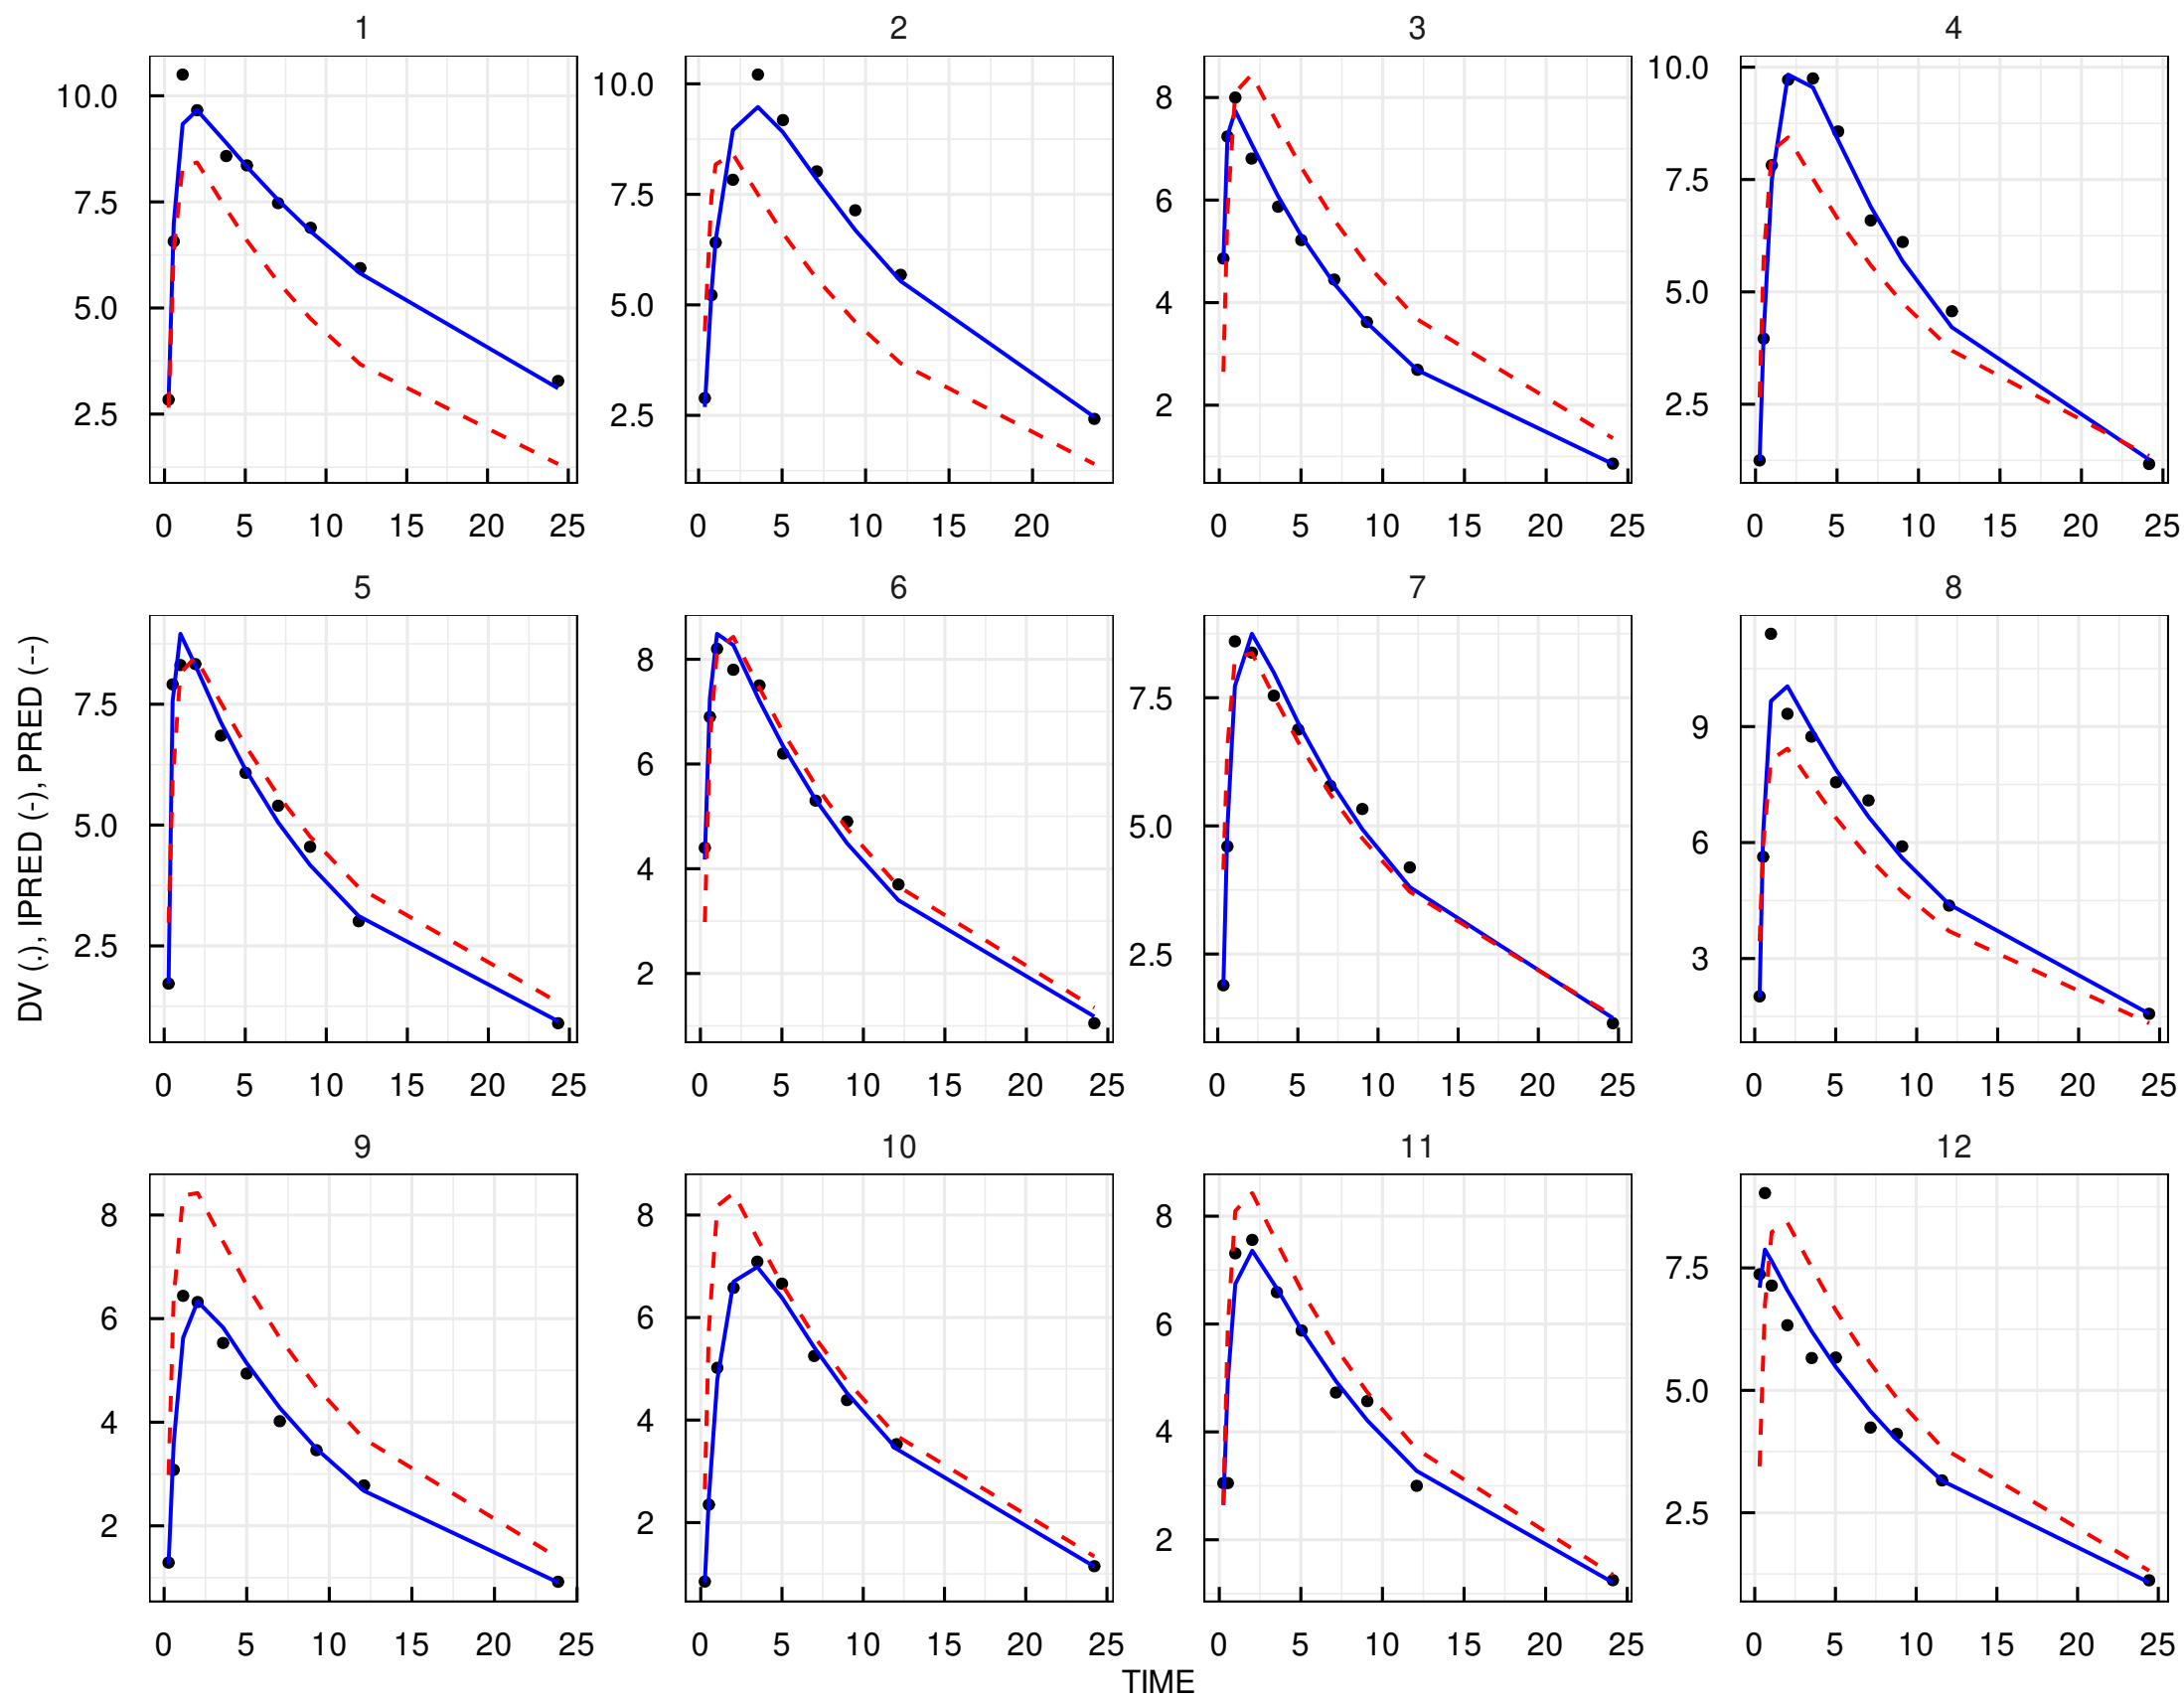 1 2 3 4
10.0 10.0 8 10.0
7.5 7.5 6 7.5
5.0 5.0 4 5.0
2.5 2.5 2 2.5
0 5 10 15 20 25 0 5 10 15 20 0 5 10 15 20 25 0 5 10 15 20 25
5 6 7 8
7.5 8 7.5 9
5.0 6 5.0 6
2.5 4 2.5 3
2
0 5 10 15 20 25 0 5 10 15 20 25 0 5 10 15 20 25 0 5 10 15 20 25
9 10 11 12
8 8 8 7.5
6 6 6 5.0
4 4 4 2.5
2 2 2
0 5 10 15 20 25 0 5 10 15 20 25 0 5 10 15 20 25 0 5 10 15 20 25
TIME
DV (.), IPRED (-), PRED (--)